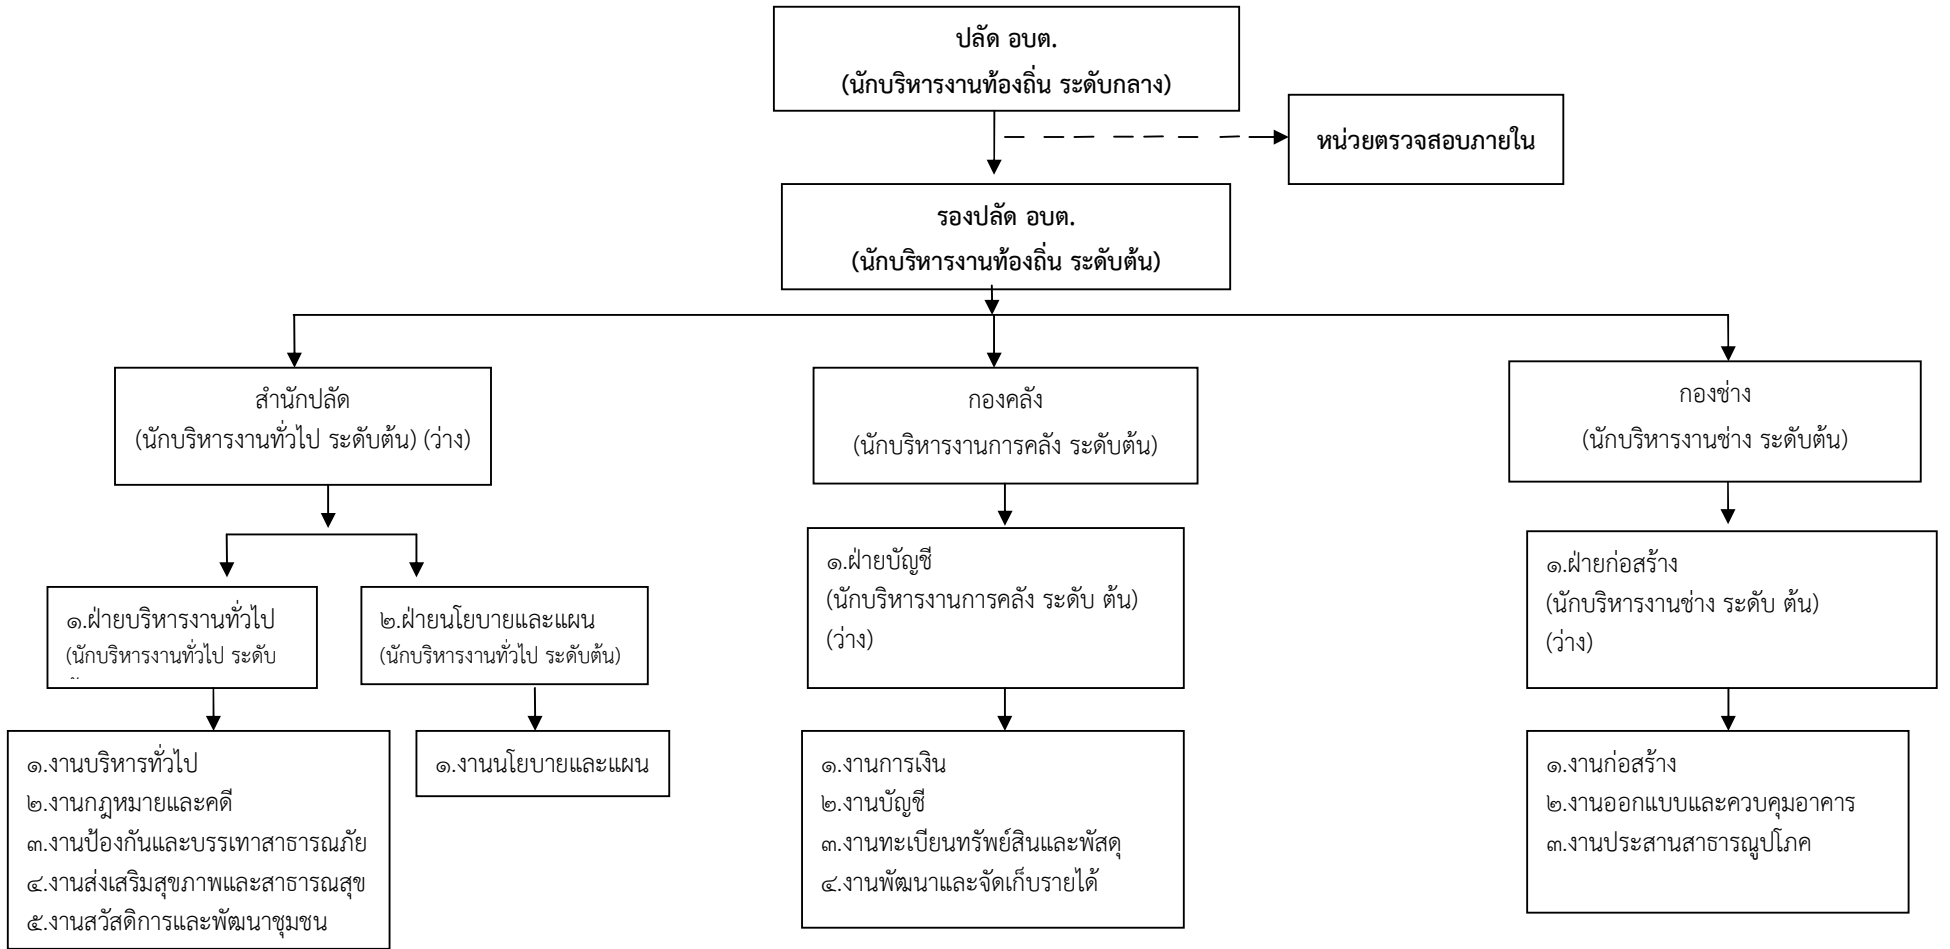 ปลัด อบต.
(นักบริหารงานท้องถิ่น ระดับกลาง)
หน่วยตรวจสอบภายใน
รองปลัด อบต.
(นักบริหารงานท้องถิ่น ระดับต้น)
สำนักปลัด
(นักบริหารงานทั่วไป ระดับต้น) (ว่าง)
กองคลัง
(นักบริหารงานการคลัง ระดับต้น)
กองช่าง
(นักบริหารงานช่าง ระดับต้น)
๑.ฝ่ายบริหารงานทั่วไป
(นักบริหารงานทั่วไป ระดับ
๒.ฝ่ายนโยบายและแผน
(นักบริหารงานทั่วไป ระดับต้น)
๑.ฝ่ายบัญชี
(นักบริหารงานการคลัง ระดับ ต้น)
(ว่าง)
๑.ฝ่ายก่อสร้าง
(นักบริหารงานช่าง ระดับ ต้น)
(ว่าง)
๑.งานบริหารทั่วไป
๒.งานกฎหมายและคดี
๓.งานป้องกันและบรรเทาสาธารณภัย
๔.งานส่งเสริมสุขภาพและสาธารณสุข
๕.งานสวัสดิการและพัฒนาชุมชน
๑.งานนโยบายและแผน
๑.งานการเงิน
๒.งานบัญชี
๓.งานทะเบียนทรัพย์สินและพัสดุ
๔.งานพัฒนาและจัดเก็บรายได้
๑.งานก่อสร้าง
๒.งานออกแบบและควบคุมอาคาร
๓.งานประสานสาธารณูปโภค